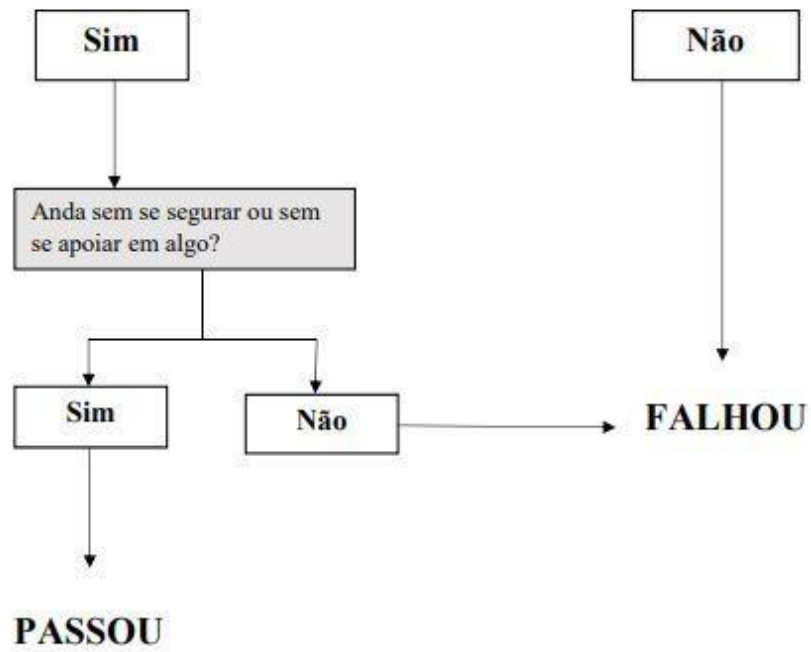 Sim
Não
Anda sem se segurar ou sem
se apoiar em algo?
Sim
Não
FALHOU
PASSOU